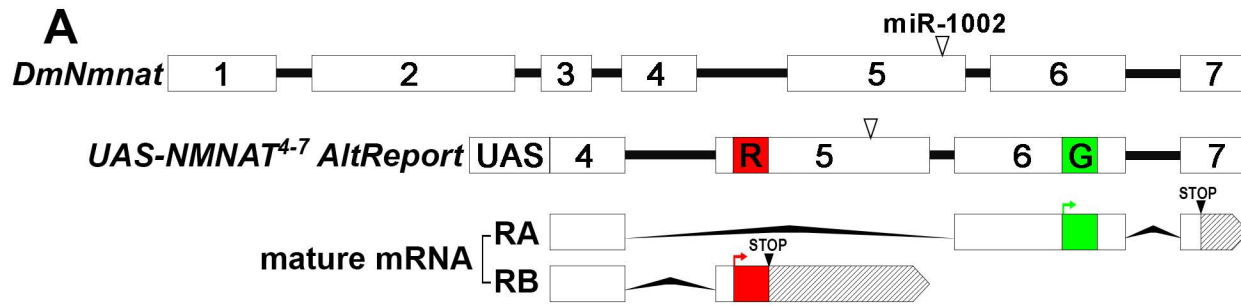 A
miR-1002
DmNmnat 1 2 3 4 5 6 7
UAS-NMNAT⁴⁻⁷ AltReport UAS 4 R 5 6 G 7
STOP
RA
mature mRNA
STOP
RB